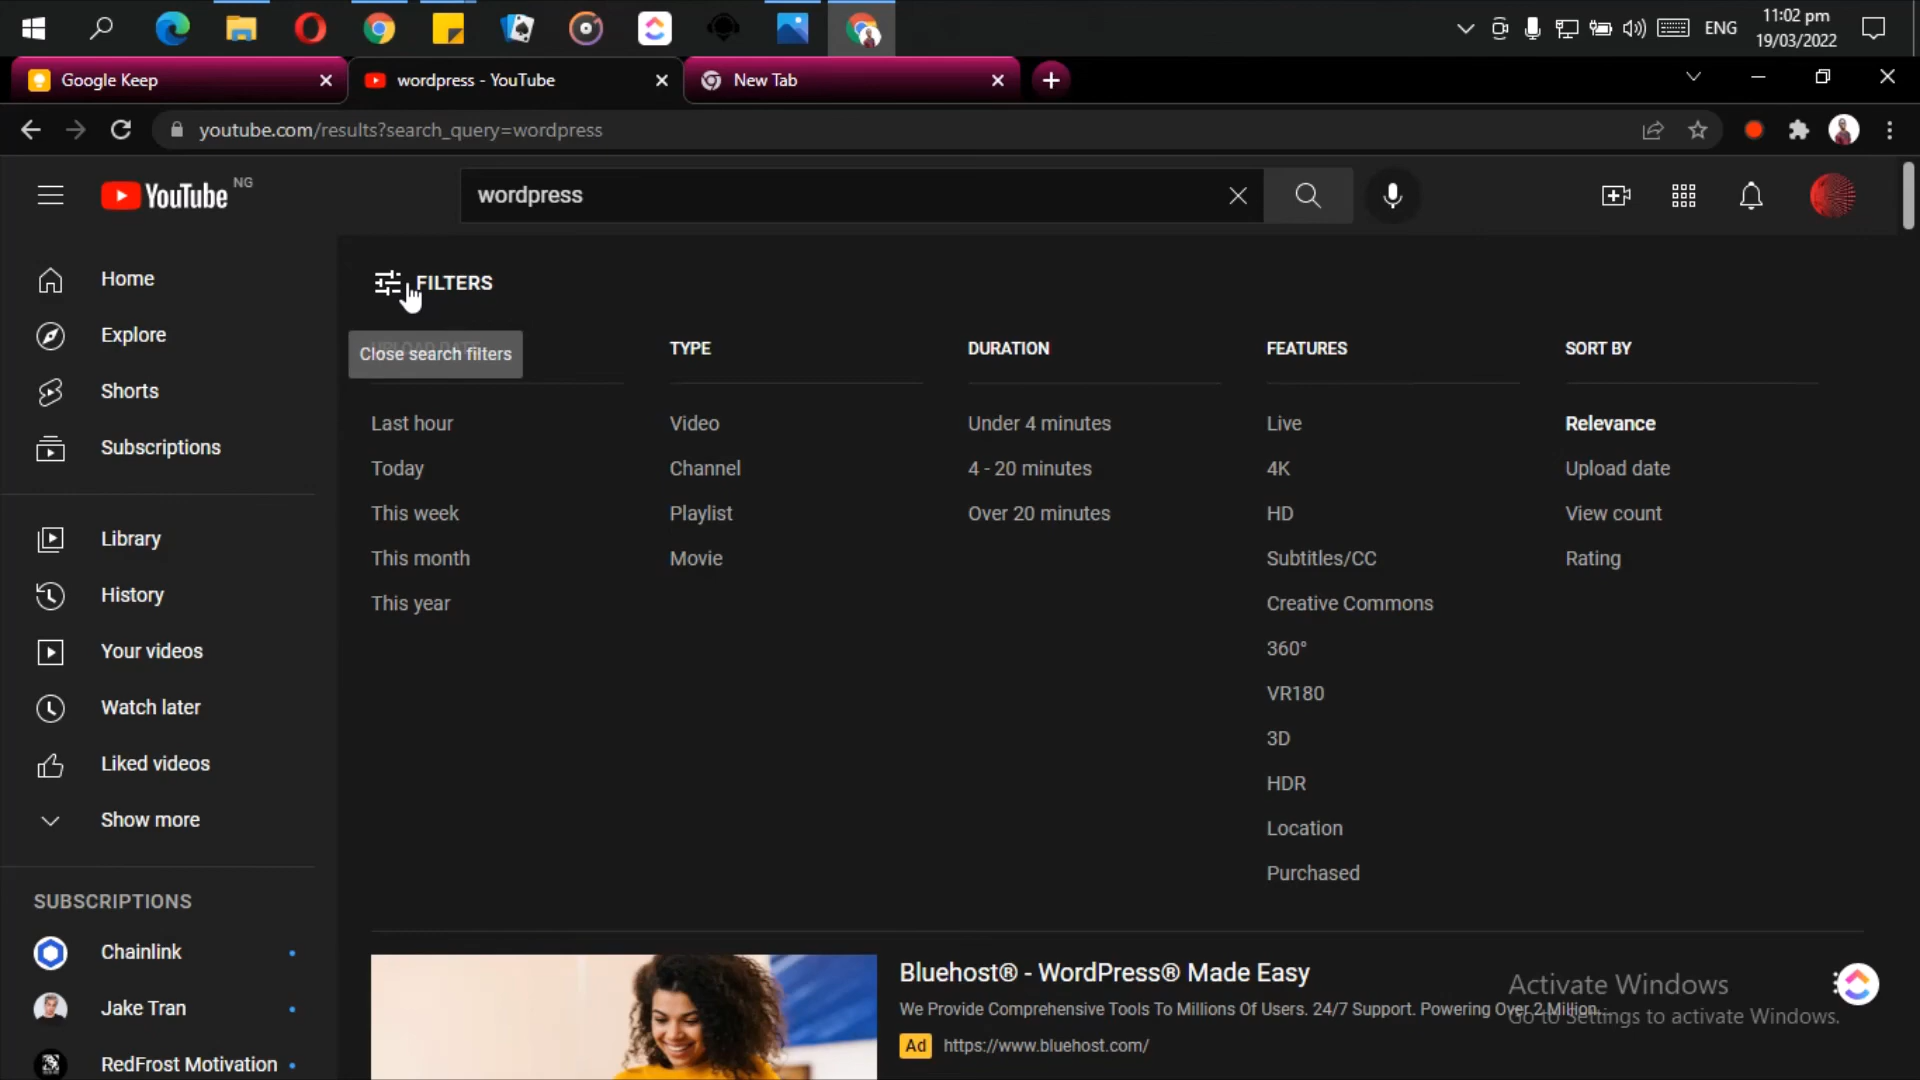 ENG
11:02 pm
19/03/2022
Google Keep
wordpress - YouTube
New Tab
youtube.com/results?search_query=wordpress
YouTube NG
wordpress
Home
Explore
Shorts
Subscriptions
Library
History
Your videos
Watch later
Liked videos
Show more
SUBSCRIPTIONS
Chainlink
Jake Tran
RedFrost Motivation
FILTERS
UPLOAD DATE
Close search filters
Last hour
Today
This week
This month
This year
TYPE
Video
Channel
Playlist
Movie
DURATION
Under 4 minutes
4 - 20 minutes
Over 20 minutes
FEATURES
Live
4K
HD
Subtitles/CC
Creative Commons
360°
VR180
3D
HDR
Location
Purchased
SORT BY
Relevance
Upload date
View count
Rating
Bluehost® - WordPress® Made Easy
We Provide Comprehensive Tools To Millions Of Users. 24/7 Support. Powering Over 2 Million...
Ad https://www.bluehost.com/
Activate Windows
Go to Settings to activate Windows.